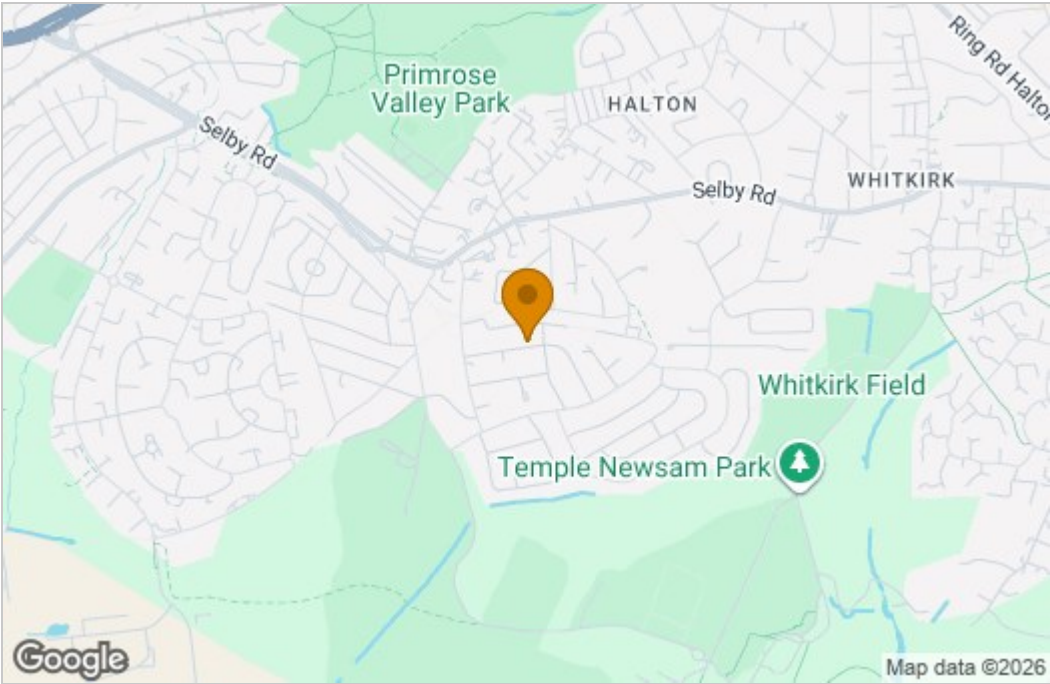 Primrose
Valley Park
HALTON
Ring Rd Halton
Selby Rd
Selby Rd
WHITKIRK
Whitkirk Field
Temple Newsam Park
Google
Map data ©2026